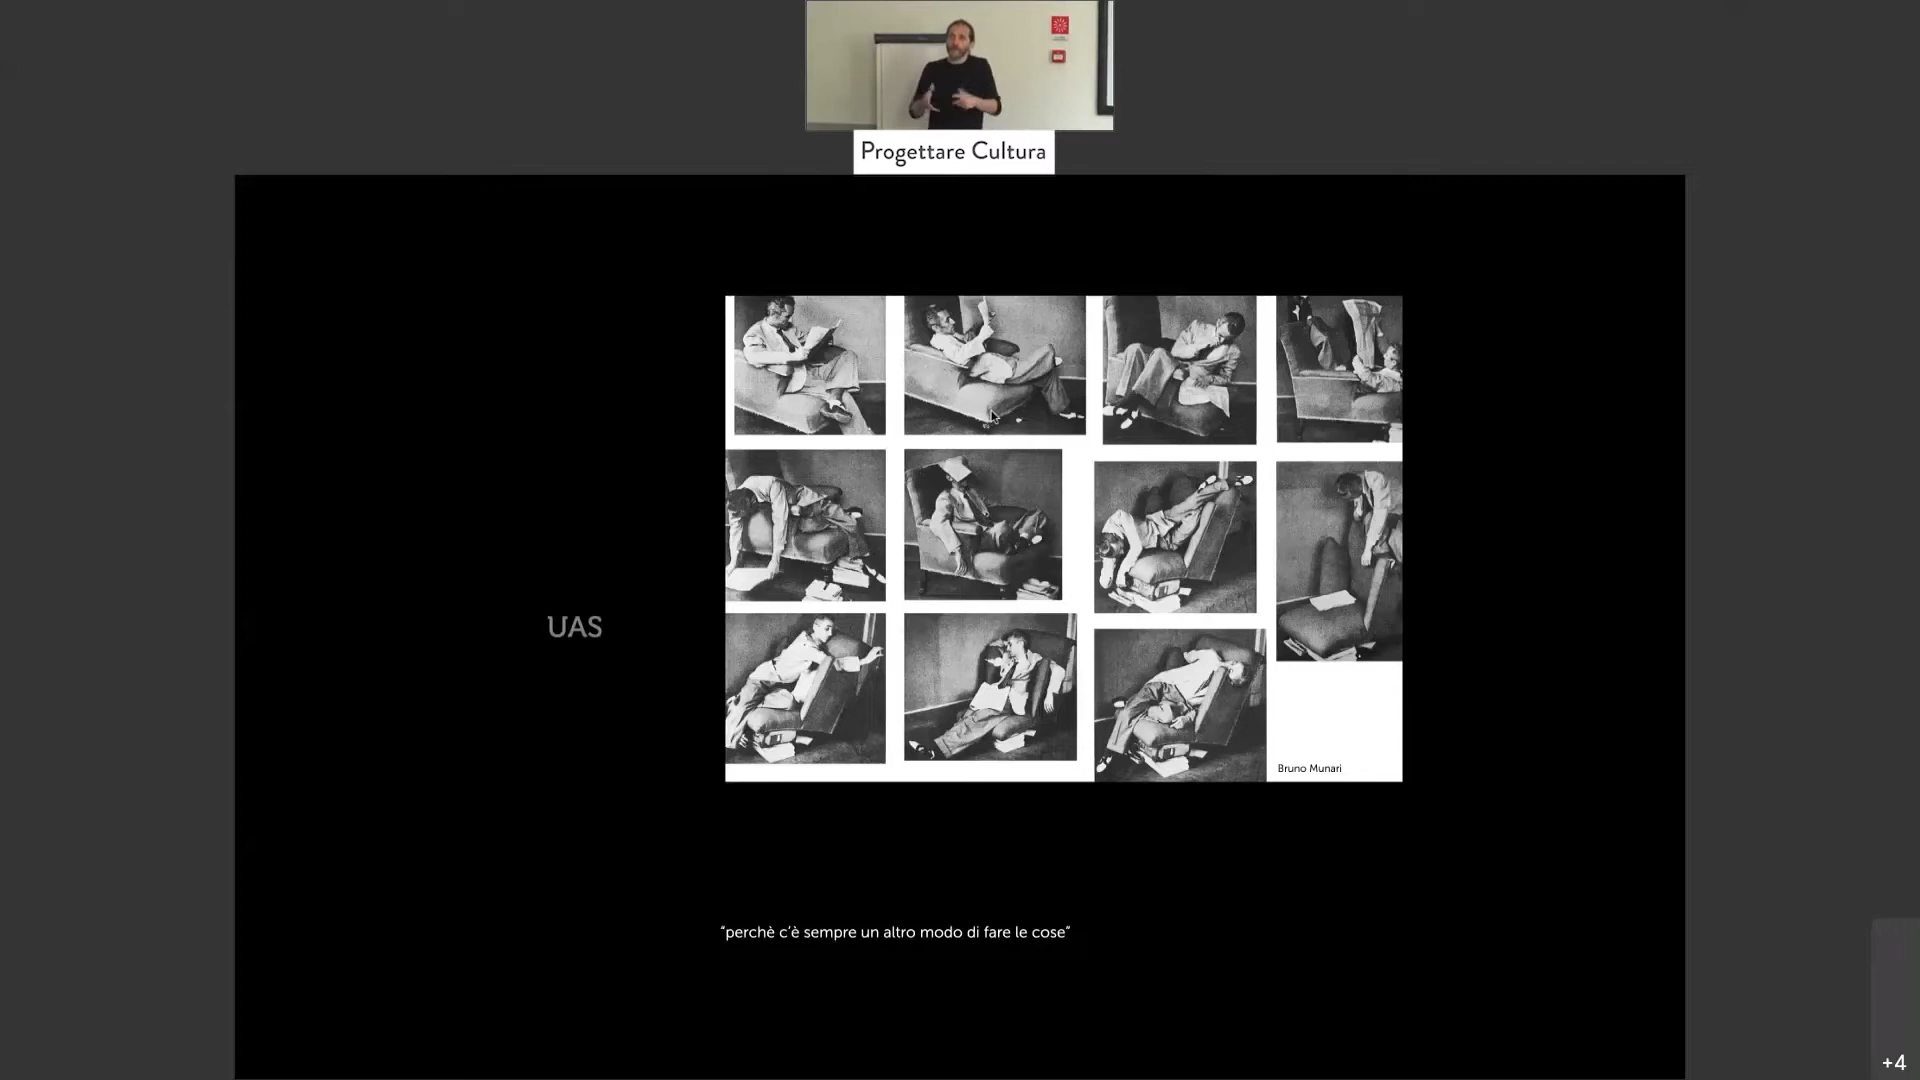 Progettare Cultura
UAS
Bruno Munari
“perchè c’è sempre un altro modo di fare le cose”
+4